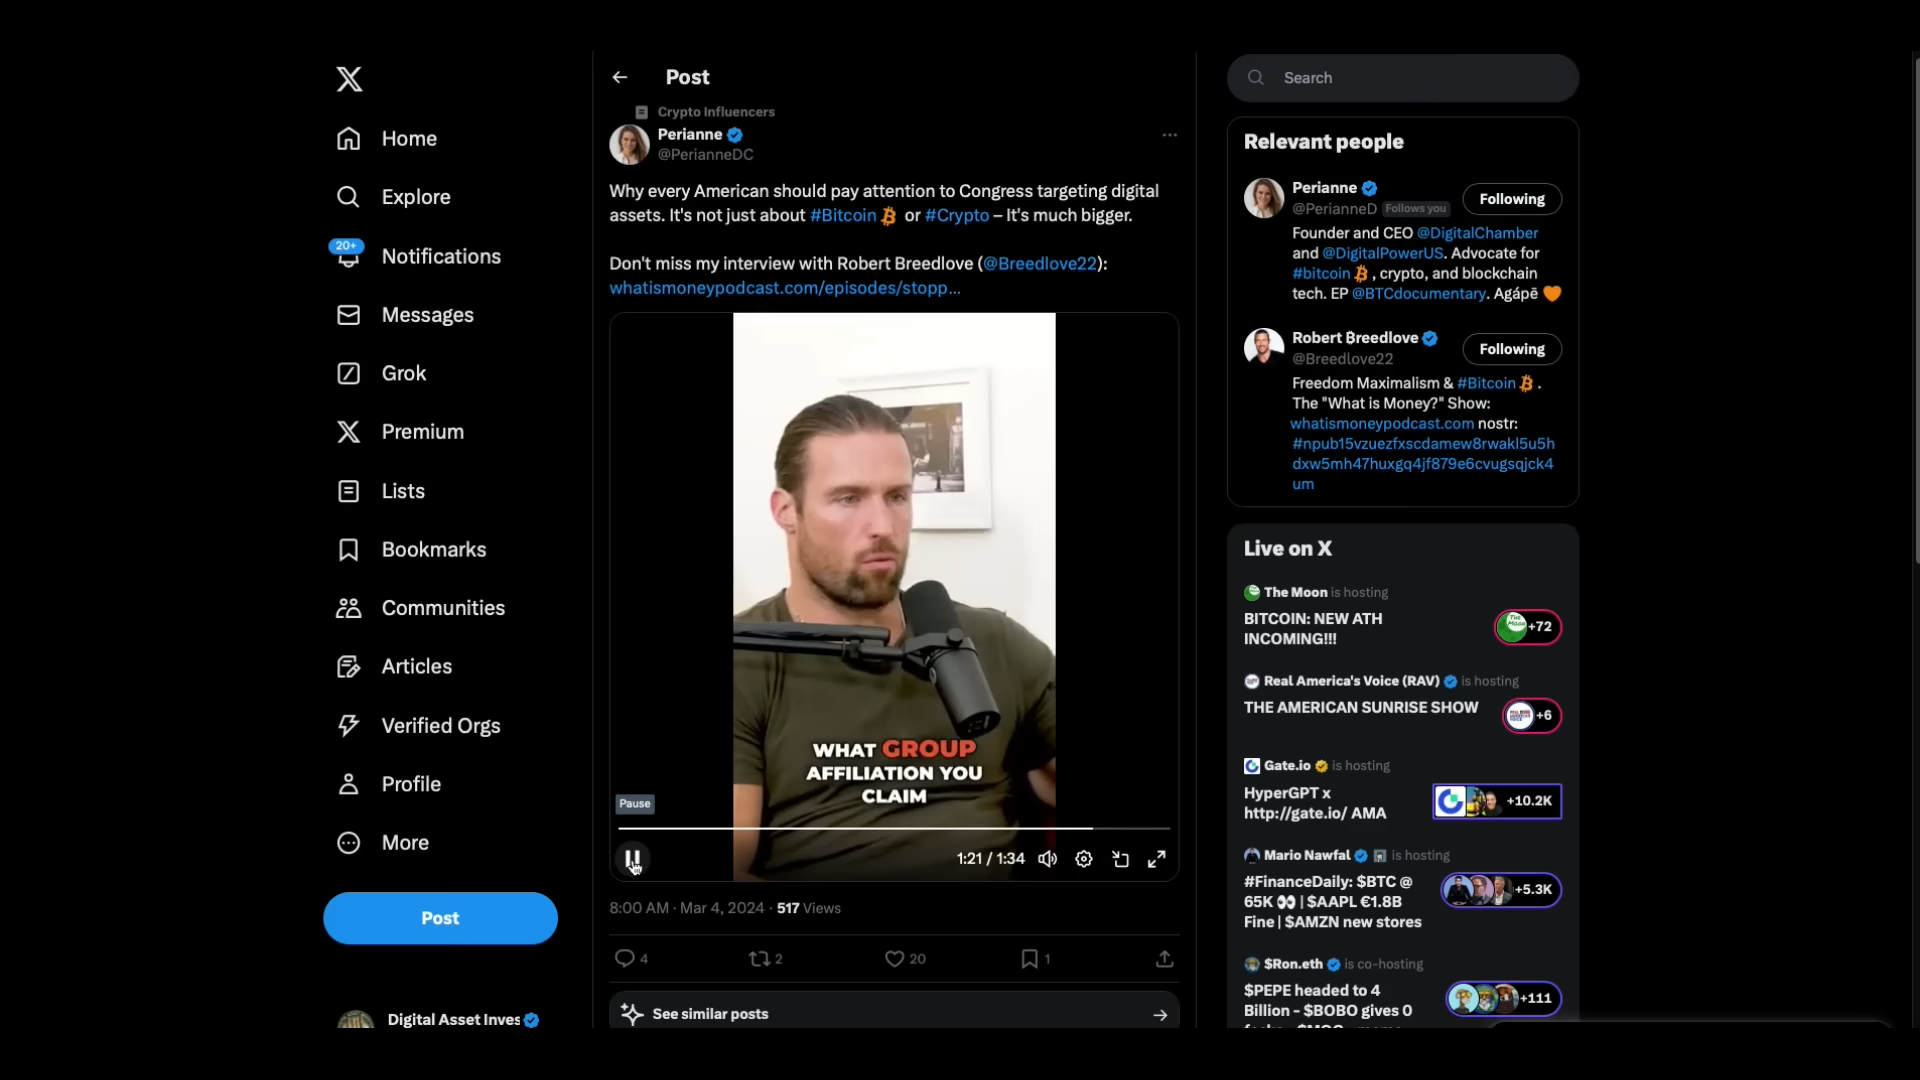 Home
Explore
20+
Notifications
Messages
Grok
Premium
Lists
Bookmarks
Communities
Articles
Verified Orgs
Profile
More
Post
Digital Asset Inves
Post
Crypto Influencers
Perianne
@PerianneDC
Why every American should pay attention to Congress targeting digital
assets. It's not just about #Bitcoin or #Crypto – It's much bigger.
Don't miss my interview with Robert Breedlove (@Breedlove22):
whatismoneypodcast.com/episodes/stopp…
WHAT GROUP
AFFILIATION YOU
CLAIM
Pause
1:21 / 1:34
8:00 AM · Mar 4, 2024 · 517 Views
4
2
20
1
See similar posts
Search
Relevant people
Perianne
@PerianneD Follows you
Following
Founder and CEO @DigitalChamber
and @DigitalPowerUS. Advocate for
#bitcoin , crypto, and blockchain
tech. EP @BTCdocumentary. Agápē 🧡
Robert ₿reedlove
@Breedlove22
Following
Freedom Maximalism & #Bitcoin .
The "What is Money?" Show:
whatismoneypodcast.com nostr:
#npub15vzuezfxscdamew8rwakl5u5h
dxw5mh47huxgq4jf879e6cvugsqjck4
um
Live on X
The Moon is hosting
BITCOIN: NEW ATH
INCOMING!!!
+72
Real America's Voice (RAV) is hosting
THE AMERICAN SUNRISE SHOW
+6
Gate.io is hosting
HyperGPT x
http://gate.io/ AMA
+10.2K
Mario Nawfal is hosting
#FinanceDaily: $BTC @
65K 👀 | $AAPL €1.8B
Fine | $AMZN new stores
+5.3K
$Ron.eth is co-hosting
$PEPE headed to 4
Billion - $BOBO gives 0
+111